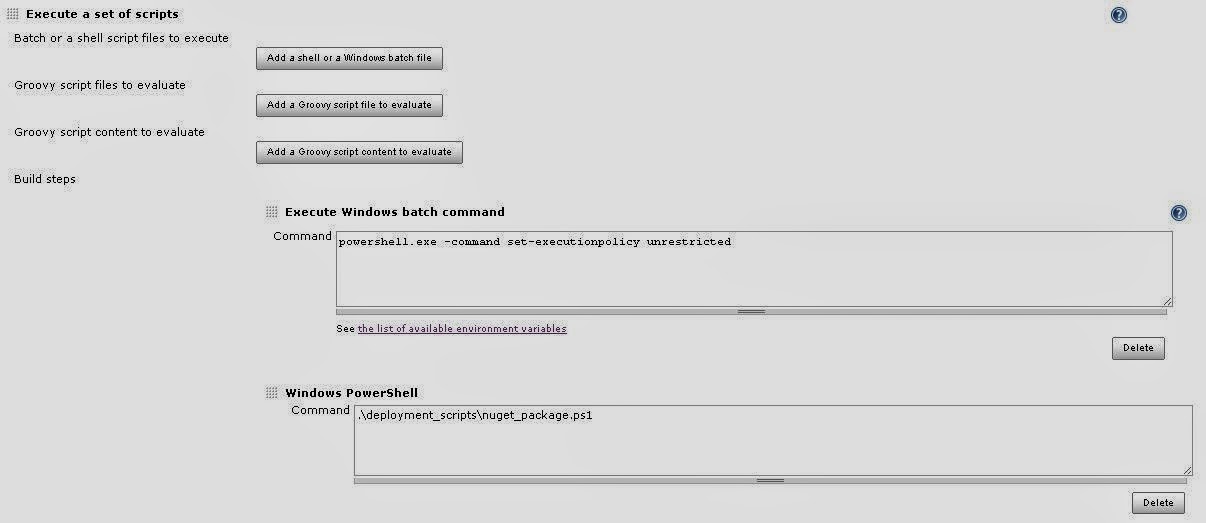 Execute a set of scripts
?
Batch or a shell script files to execute
Add a shell or a Windows batch file
Groovy script files to evaluate
Add a Groovy script file to evaluate
Groovy script content to evaluate
Add a Groovy script content to evaluate
Build steps
Execute Windows batch command
?
Command powershell.exe -command set-executionpolicy unrestricted
See the list of available environment variables
Delete
Windows PowerShell
Command .\deployment_scripts\nuget_package.ps1
Delete